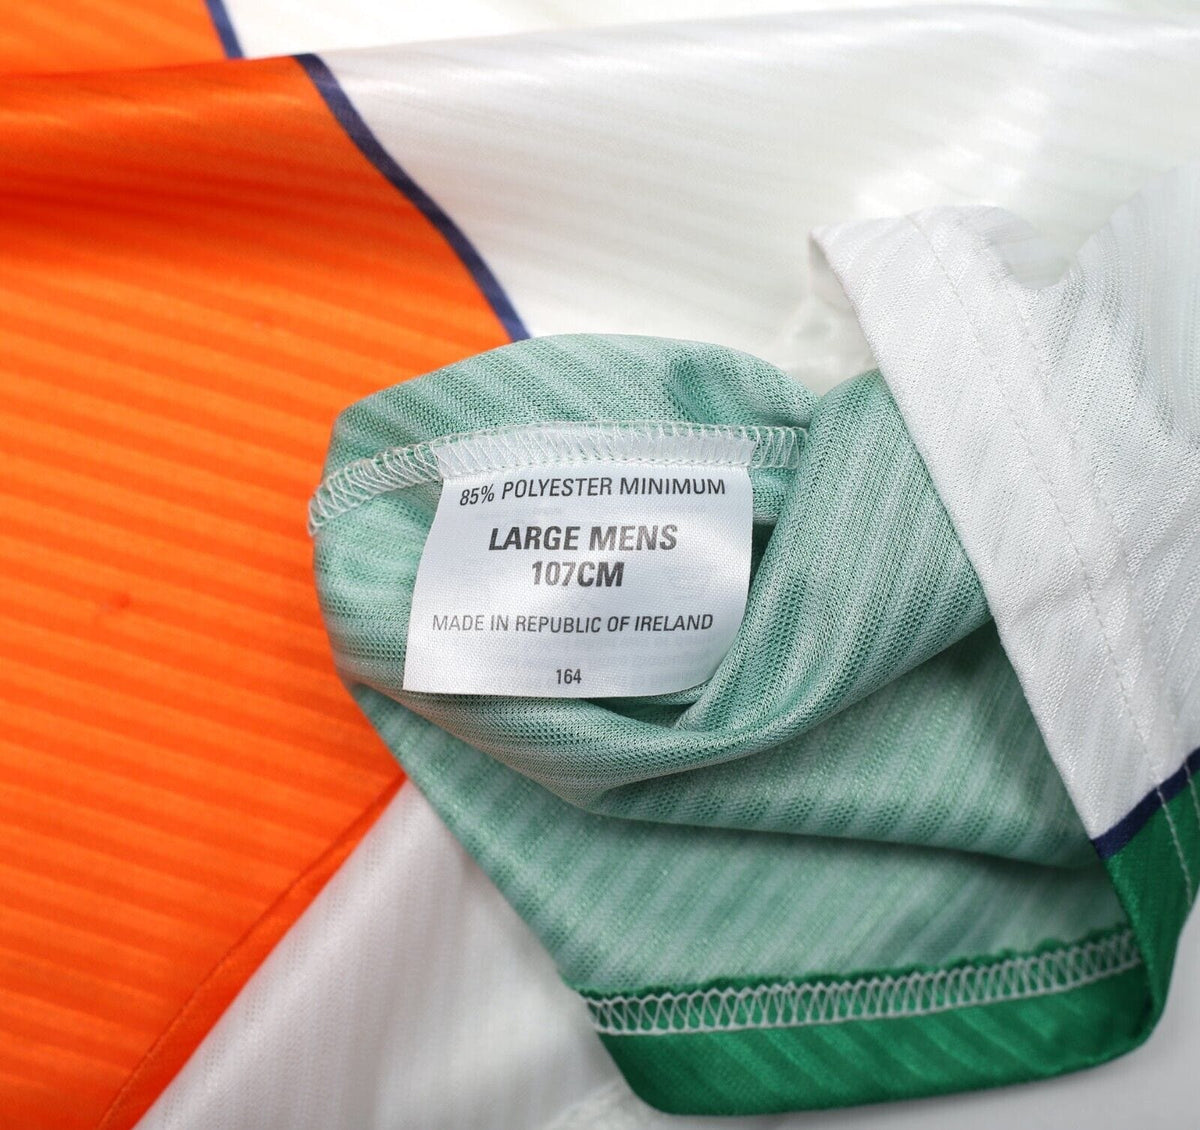 85% POLYESTER MINIMUM
LARGE MENS
107CM
MADE IN REPUBLIC OF IRELAND
164